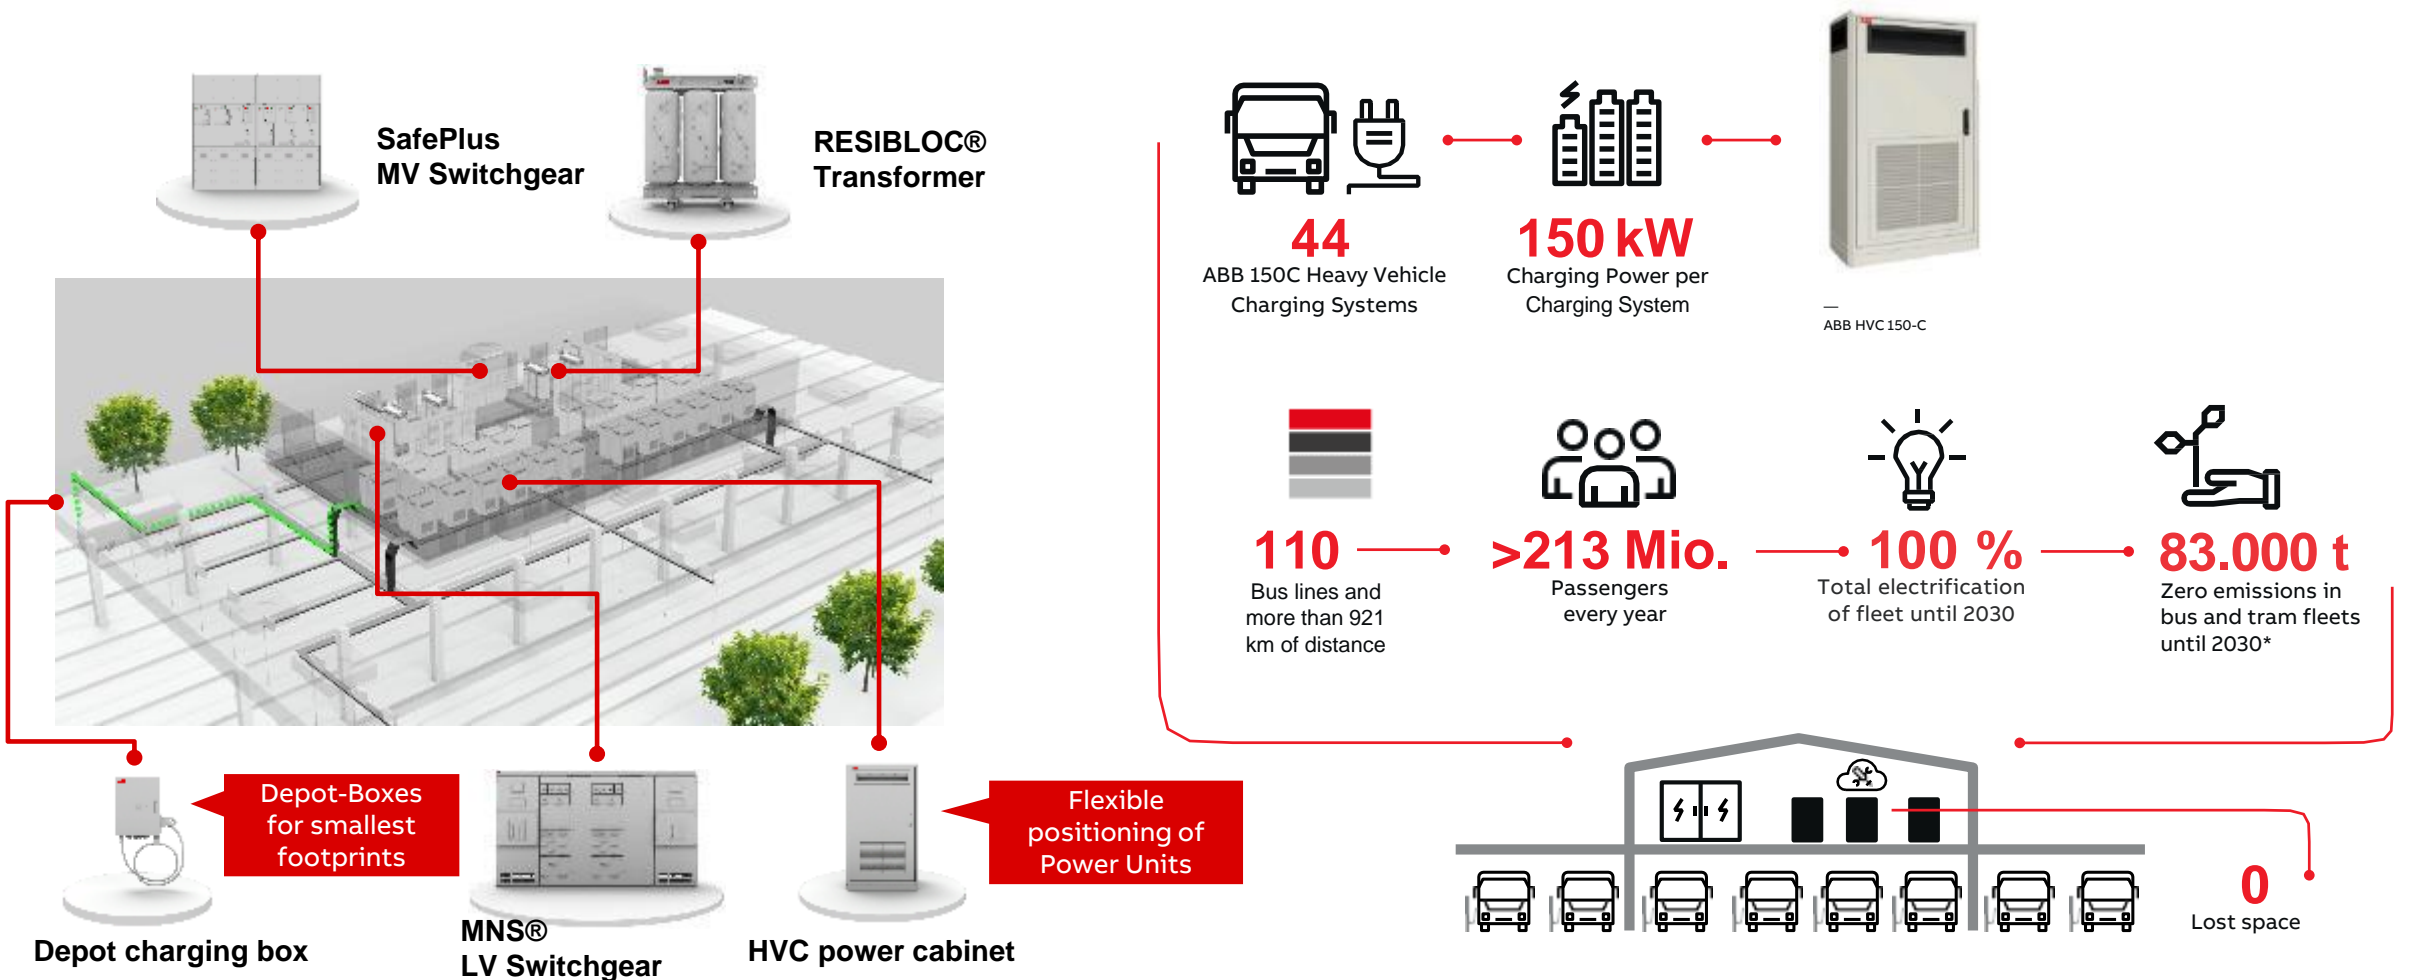 SafePlus
MV Switchgear
RESIBLOC®
Transformer
Depot-Boxes
for smallest
footprints
Flexible
positioning of
Power Units
Depot charging box
MNS®
LV Switchgear
HVC power cabinet
44
ABB 150C Heavy Vehicle
Charging Systems
150 kW
Charging Power per
Charging System
—
ABB HVC 150-C
110
Bus lines and
more than 921
km of distance
>213 Mio.
Passengers
every year
100 %
Total electrification
of fleet until 2030
83.000 t
Zero emissions in
bus and tram fleets
until 2030*
0
Lost space